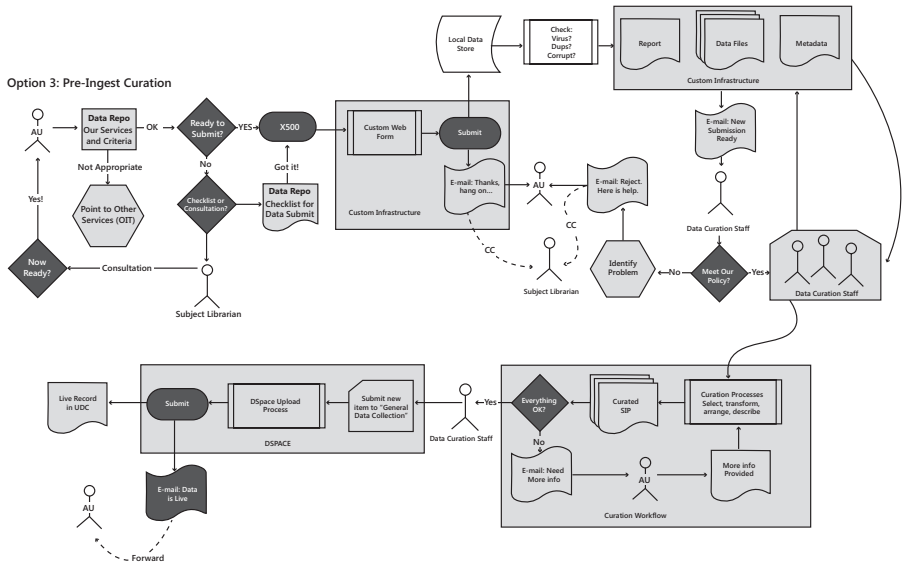 Option 3: Pre-Ingest Curation
AU
Data Repo
Our Services
and Criteria
OK
Ready to
Submit?
YES
X500
Not Appropriate
Point to Other
Services (OIT)
No
Checklist or
Consultation?
Got it!
Data Repo
Checklist for
Data Submit
Yes!
Now
Ready?
Consultation
Subject Librarian
Custom Web
Form
Submit
E-mail: Thanks,
hang on...
Custom Infrastructure
Local Data
Store
Check:
Virus?
Dups?
Corrupt?
Report
Data Files
Metadata
Custom Infrastructure
E-mail: New
Submission
Ready
AU
E-mail: Reject.
Here is help.
CC
CC
Subject Librarian
Data Curation Staff
Identify
Problem
No
Meet Our
Policy?
Yes
Data Curation Staff
Live Record
in UDC
Submit
DSpace Upload
Process
Submit new
item to "General
Data Collection"
DSPACE
E-mail: Data
is Live
AU
Forward
Data Curation Staff
Yes
Everything
OK?
Curated
SIP
Curation Processes
Select, transform,
arrange, describe
No
E-mail: Need
More info
AU
More info
Provided
Curation Workflow